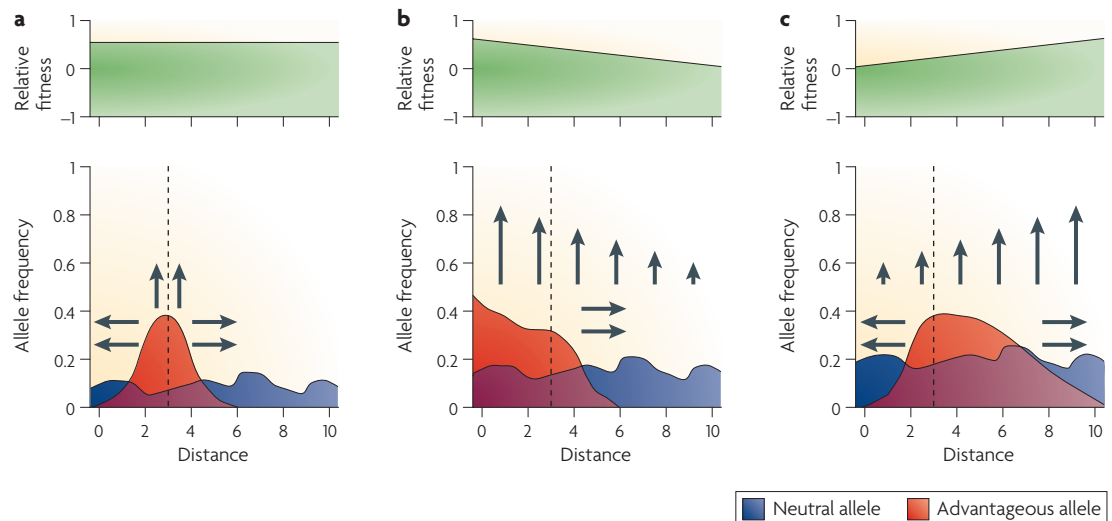 a
b
c
1
0
–1
Relative
fitness
1
0
–1
Relative
fitness
1
0
–1
Relative
fitness
1
0.8
0.6
0.4
0.2
0
Allele frequency
0 2 4 6 8 10
Distance
1
0.8
0.6
0.4
0.2
0
Allele frequency
0 2 4 6 8 10
Distance
1
0.8
0.6
0.4
0.2
0
Allele frequency
0 2 4 6 8 10
Distance
Neutral allele
Advantageous allele